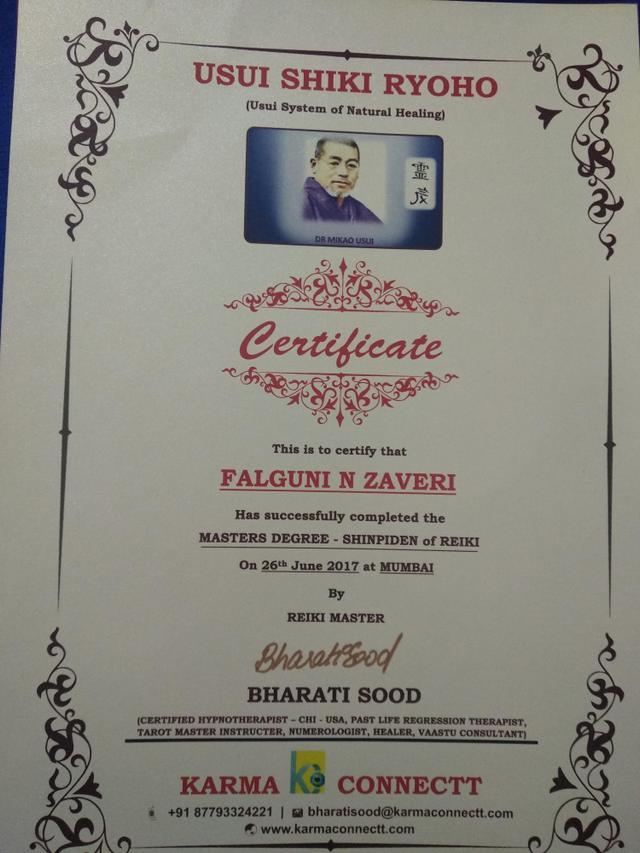 USUI SHIKI RYOHO
(Usui System of Natural Healing)
霊
気
DR MIKAO USUI
Certificate
This is to certify that
FALGUNI N ZAVERI
Has successfully completed the
MASTERS DEGREE - SHINPIDEN of REIKI
On 26th June 2017 at MUMBAI
By
REIKI MASTER
BharatiSood
BHARATI SOOD
(CERTIFIED HYPNOTHERAPIST – CHI - USA, PAST LIFE REGRESSION THERAPIST,
TAROT MASTER INSTRUCTER, NUMEROLOGIST, HEALER, VAASTU CONSULTANT)
KARMA kc CONNECTT
+91 87793324221 | bharatisood@karmaconnectt.com
www.karmaconnectt.com